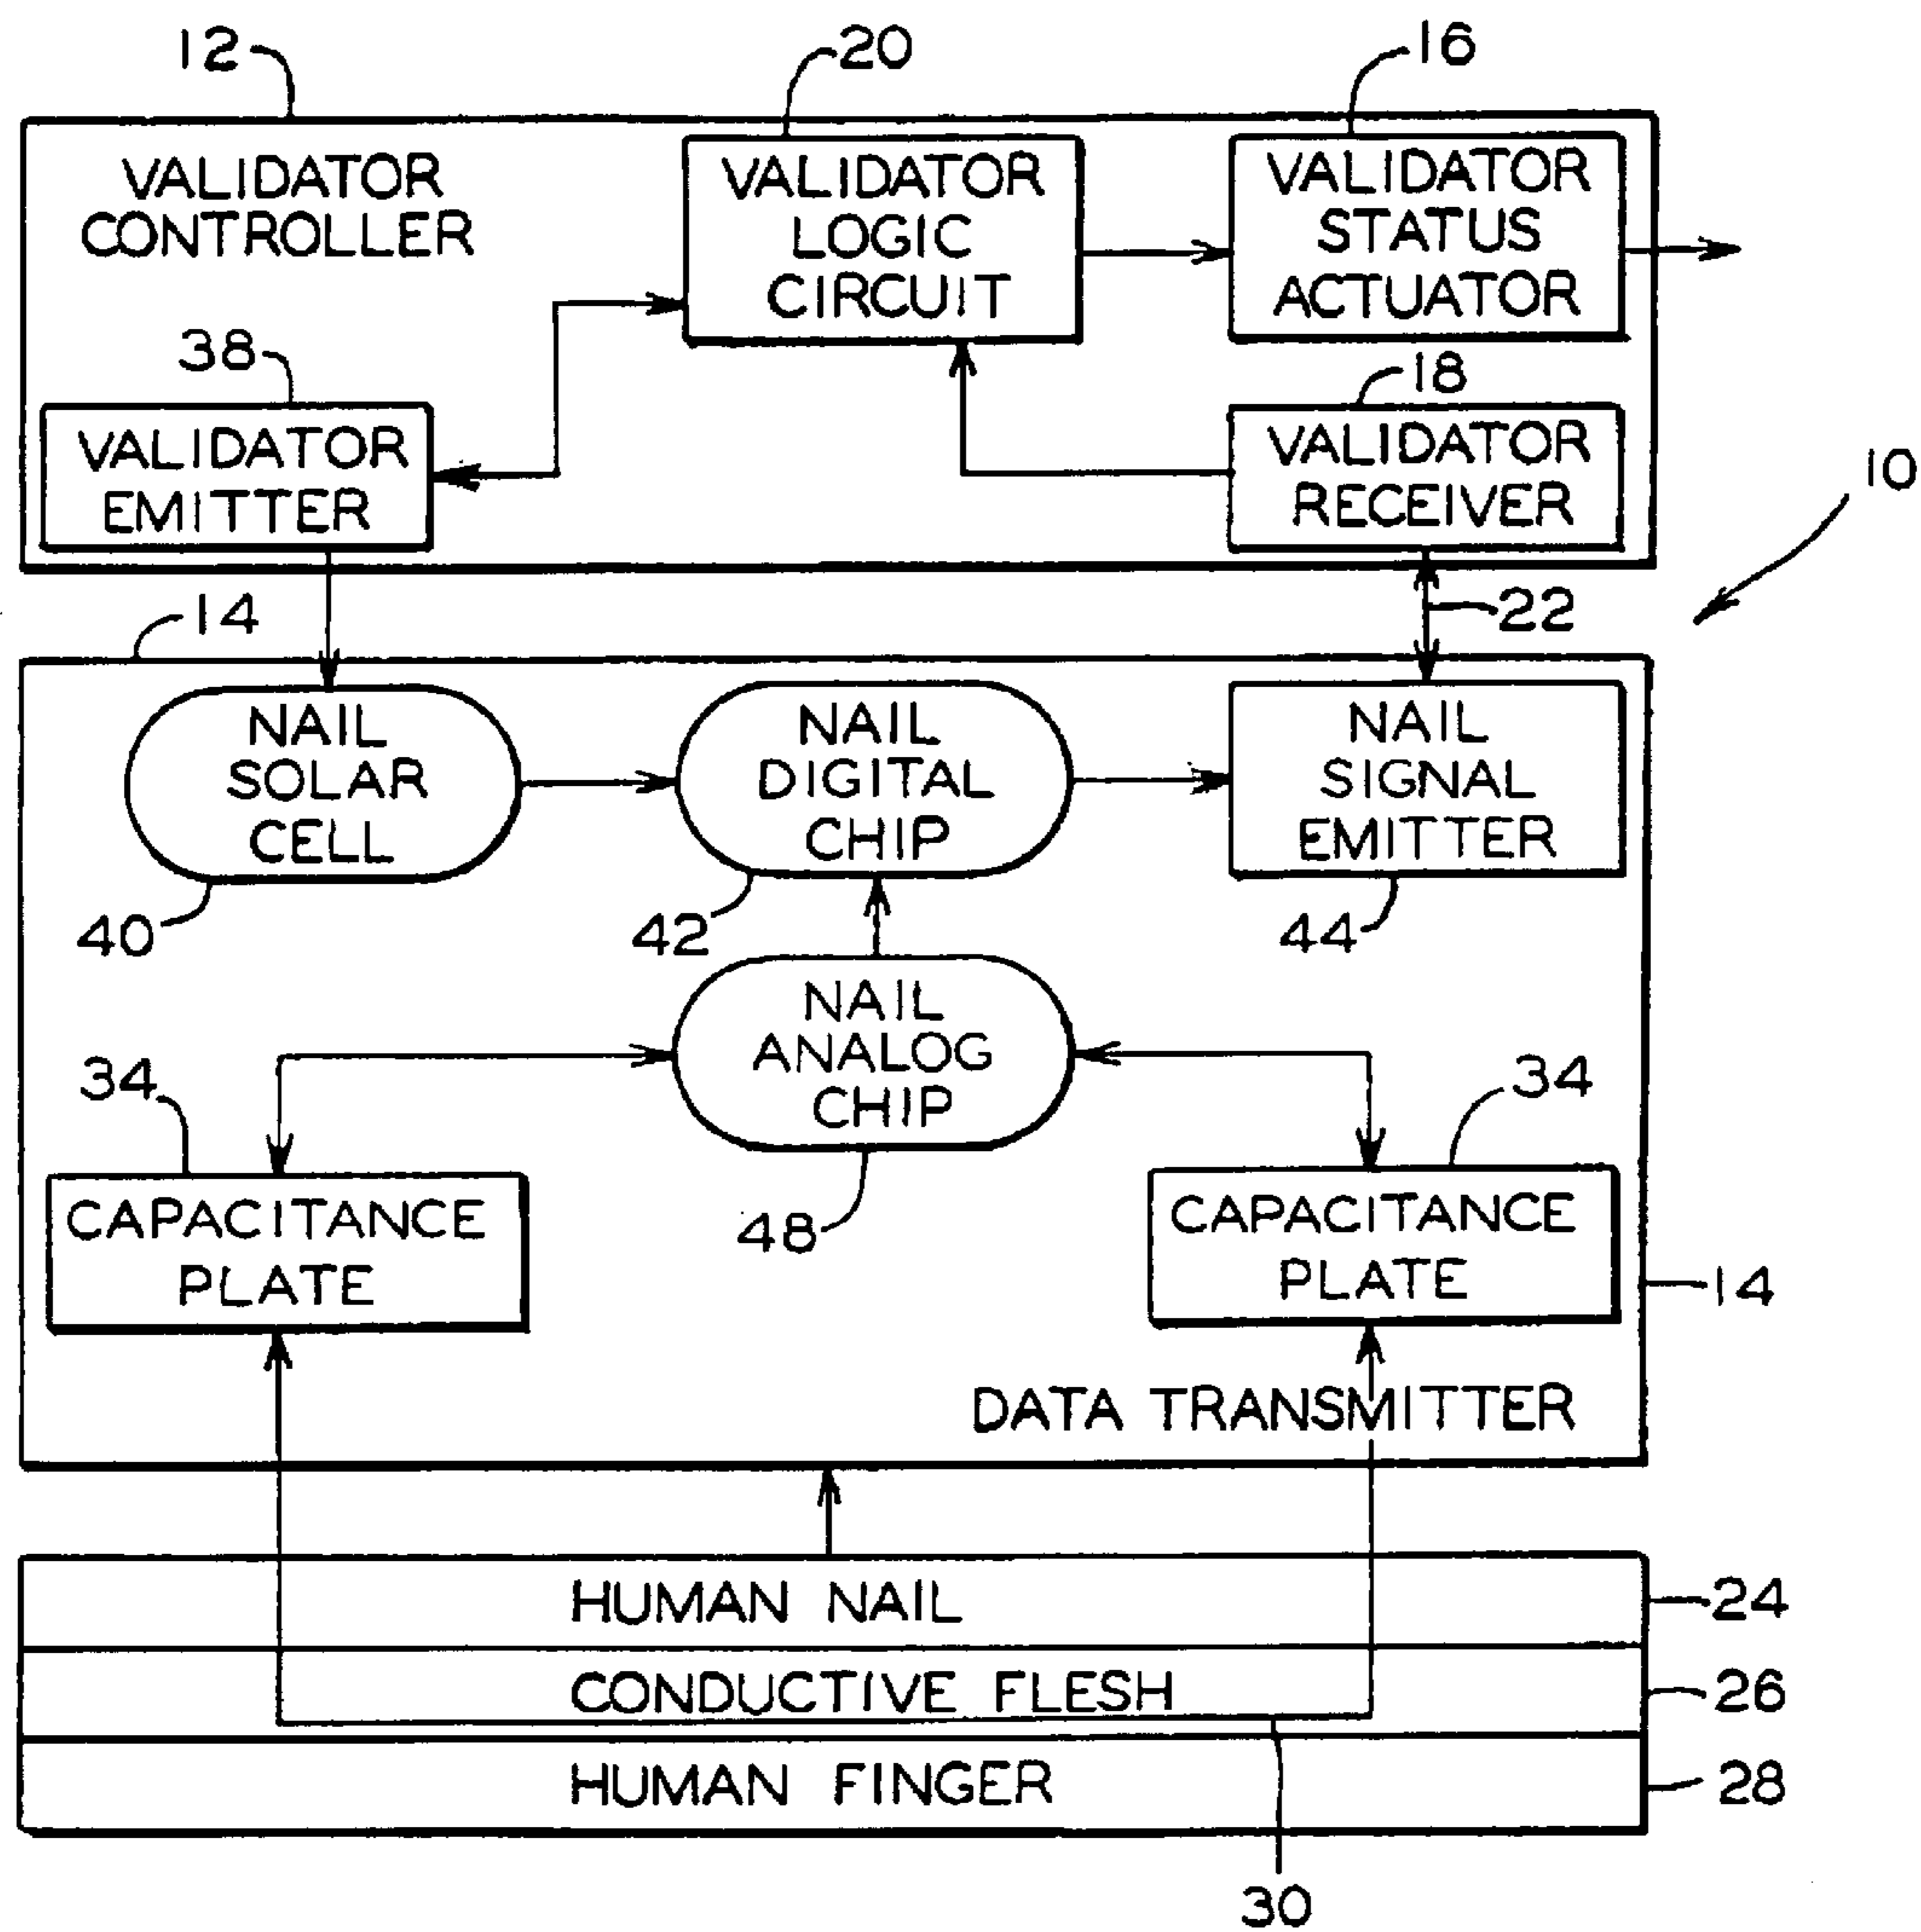 12
20
16
VALIDATOR
CONTROLLER
VALIDATOR
LOGIC
CIRCUIT
VALIDATOR
STATUS
ACTUATOR
38
18
VALIDATOR
EMITTER
VALIDATOR
RECEIVER
10
14
22
NAIL
SOLAR
CELL
NAIL
DIGITAL
CHIP
NAIL
SIGNAL
EMITTER
40
42
44
NAIL
ANALOG
CHIP
34
34
48
CAPACITANCE
PLATE
CAPACITANCE
PLATE
14
DATA TRANSMITTER
HUMAN NAIL
24
CONDUCTIVE FLESH
26
HUMAN FINGER
28
30